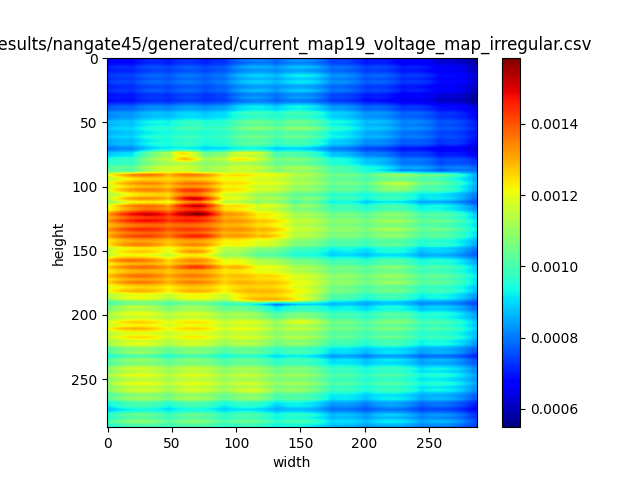 esults/nangate45/generated/current_map19_voltage_map_irregular.csv
0
50
100
150
200
250
height
0 50 100 150 200 250
width
0.0014
0.0012
0.0010
0.0008
0.0006